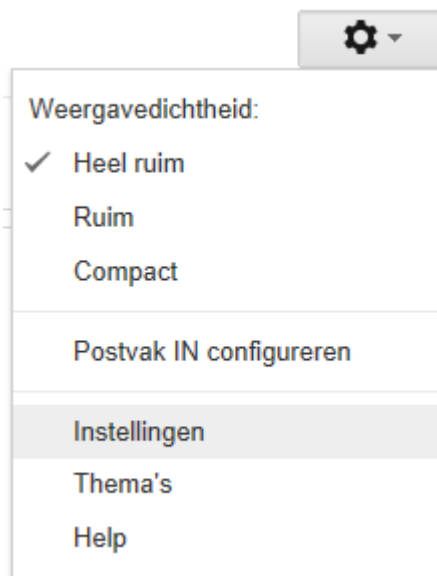 Weergavedichtheid:
Heel ruim
Ruim
Compact
Postvak IN configureren
Instellingen
Thema's
Help